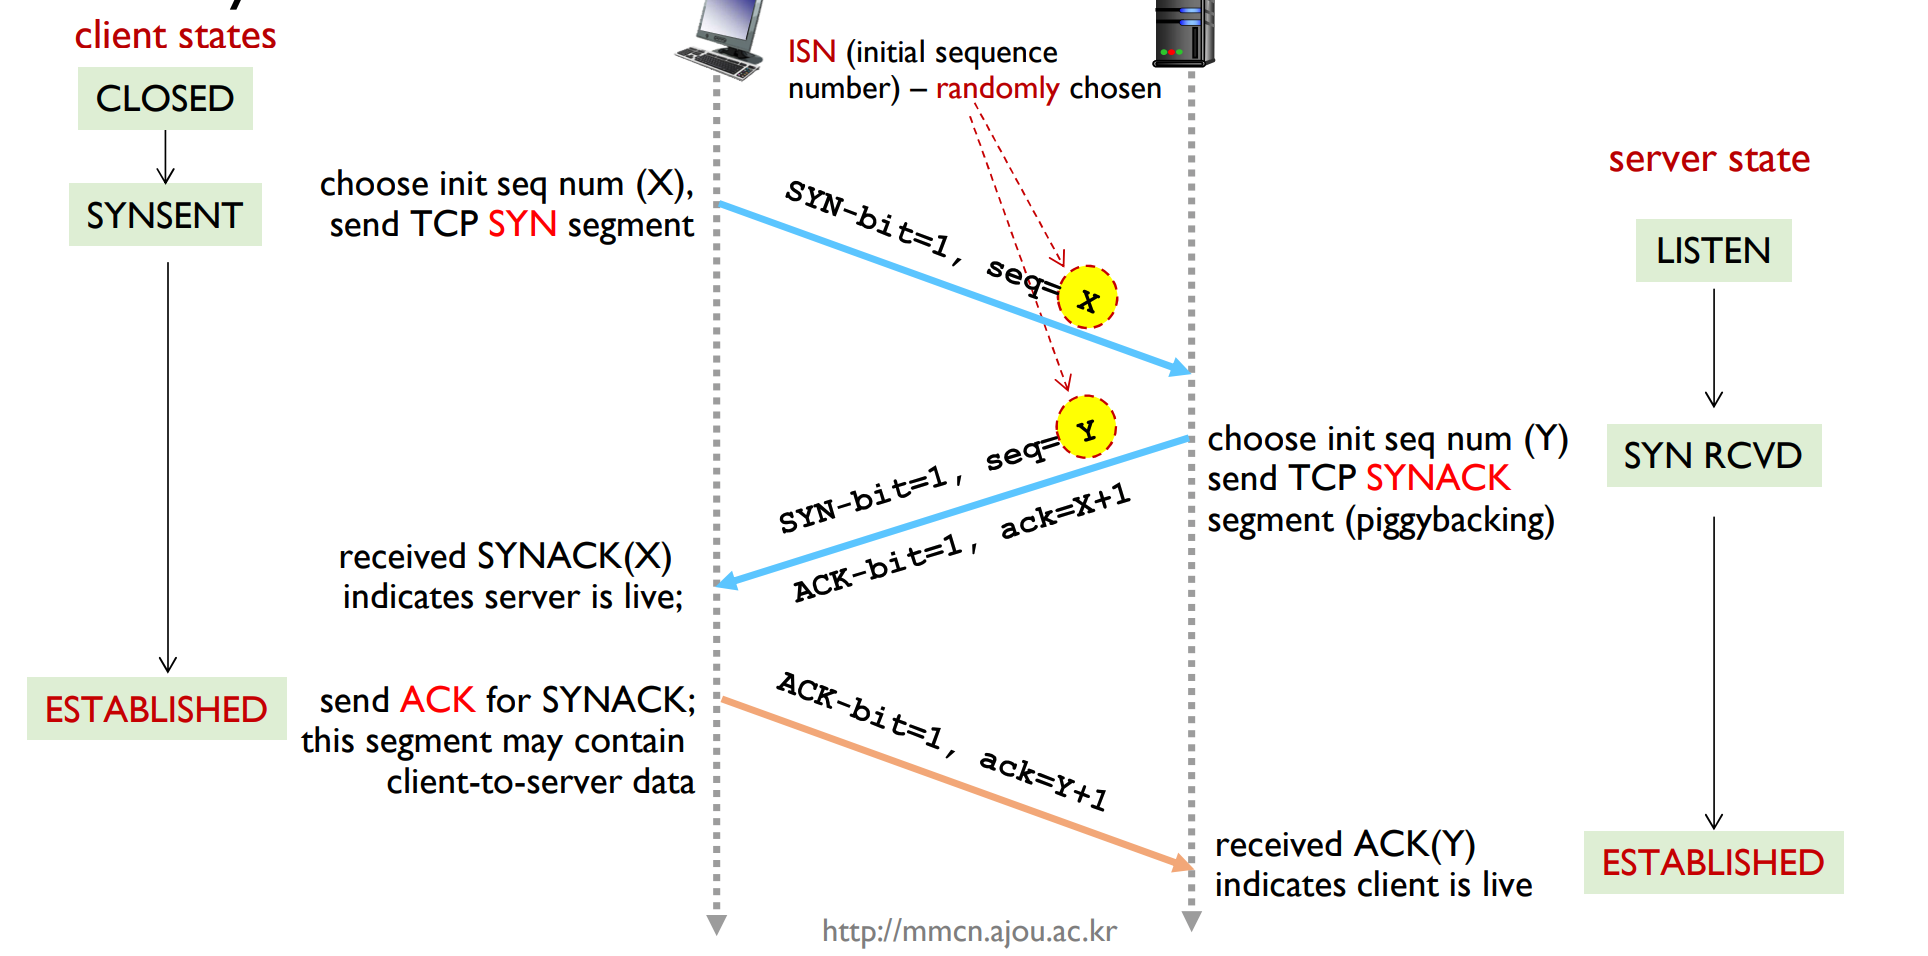 client states
CLOSED
SYNSENT
ESTABLISHED
ISN (initial sequence
number) – randomly chosen
choose init seq num (X),
send TCP SYN segment
SYN-bit=1, seq=X
SYN-bit=1, seq=Y
ACK-bit=1, ack=X+1
choose init seq num (Y)
send TCP SYNACK
segment (piggybacking)
received SYNACK(X)
indicates server is live;
send ACK for SYNACK;
this segment may contain
client-to-server data
ACK-bit=1, ack=Y+1
received ACK(Y)
indicates client is live
server state
LISTEN
SYN RCVD
ESTABLISHED
http://mmcn.ajou.ac.kr